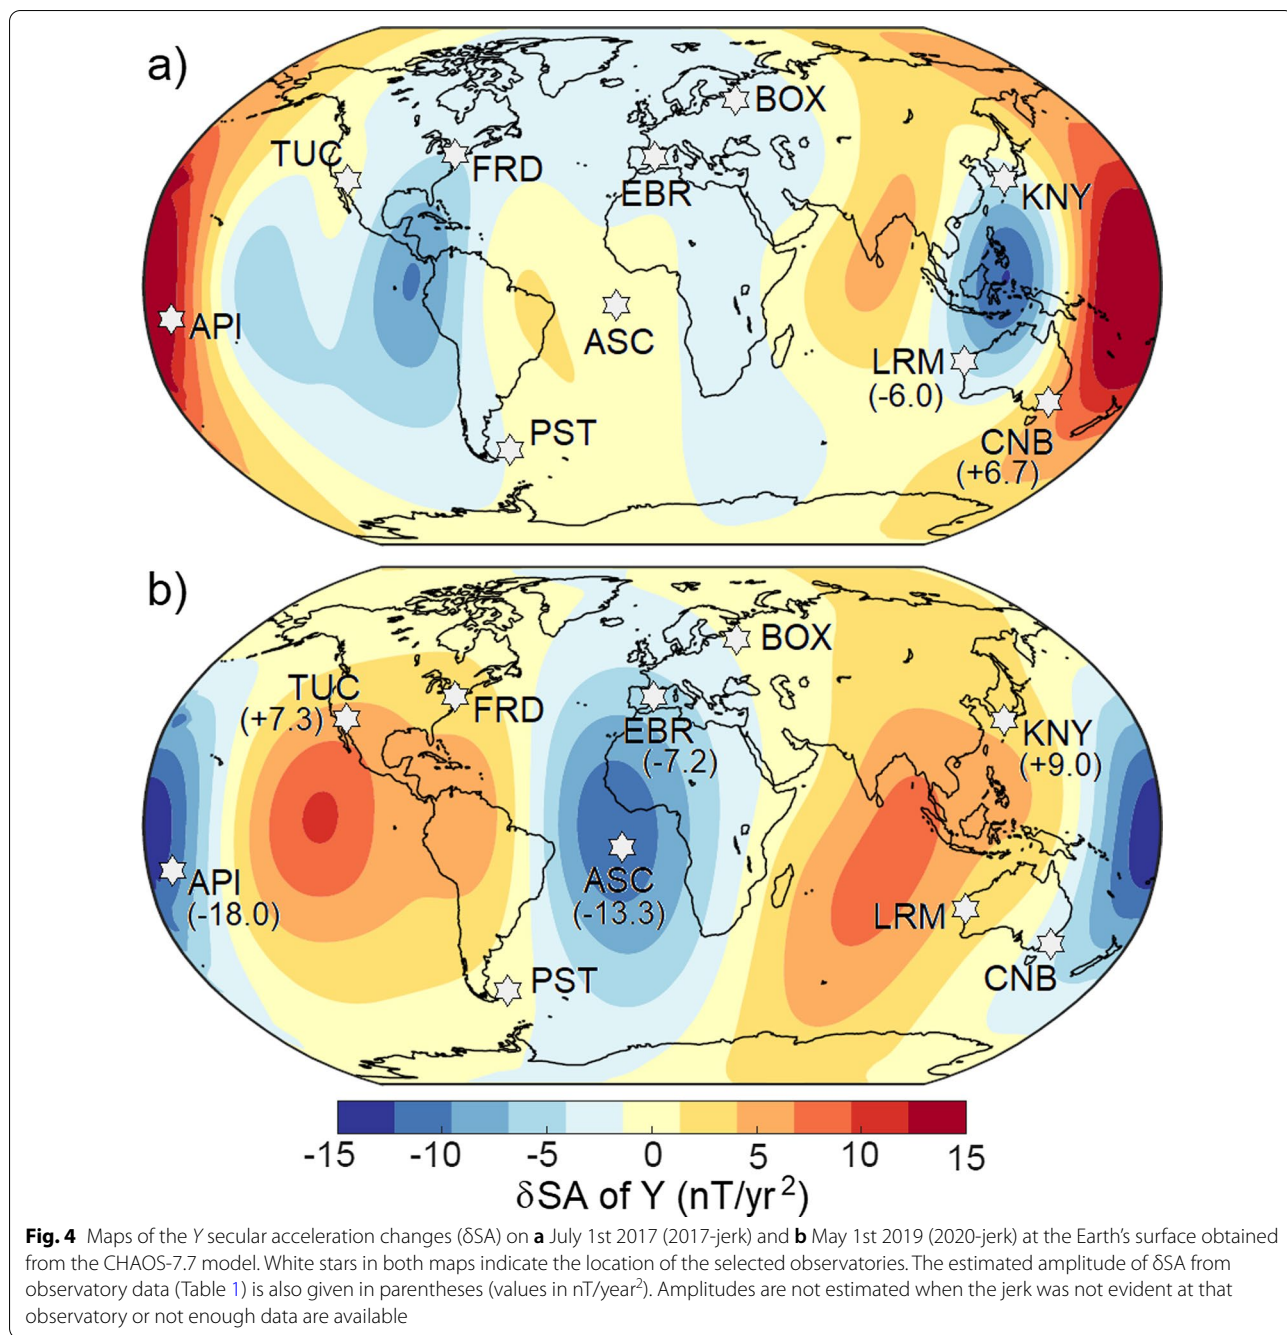 a)
BOX
TUC
FRD
EBR
KNY
API
ASC
LRM
(-6.0)
PST
CNB
(+6.7)
b)
BOX
TUC
(+7.3)
FRD
EBR
(-7.2)
KNY
(+9.0)
API
(-18.0)
ASC
(-13.3)
LRM
PST
CNB
-15 -10 -5 0 5 10 15
δSA of Y (nT/yr²)
Fig. 4 Maps of the Y secular acceleration changes (δSA) on a July 1st 2017 (2017-jerk) and b May 1st 2019 (2020-jerk) at the Earth’s surface obtained
from the CHAOS-7.7 model. White stars in both maps indicate the location of the selected observatories. The estimated amplitude of δSA from
observatory data (Table 1) is also given in parentheses (values in nT/year²). Amplitudes are not estimated when the jerk was not evident at that
observatory or not enough data are available